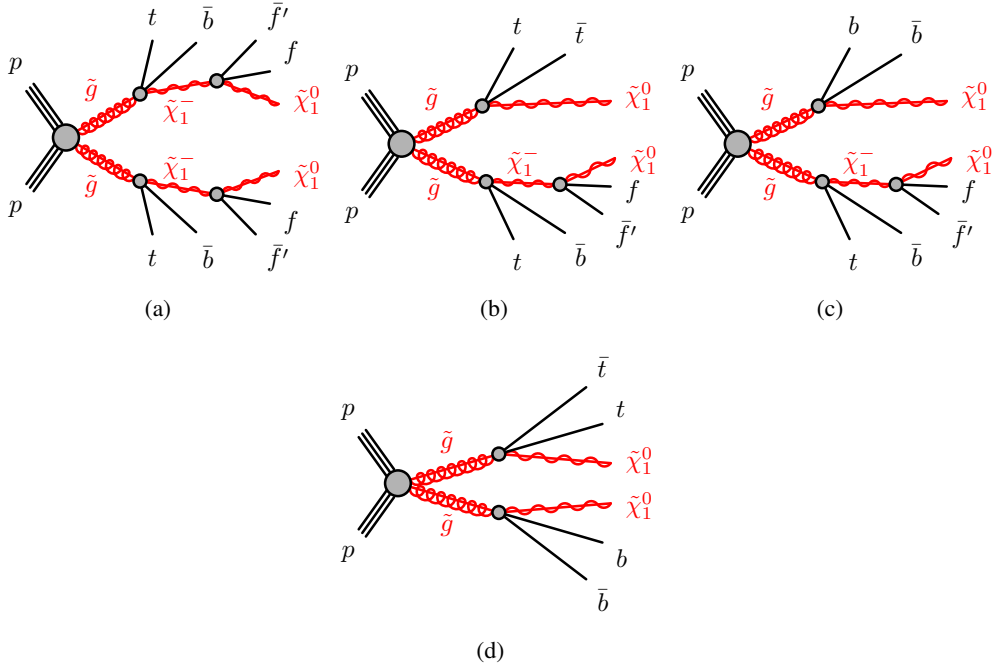 t b̄ f̄′
f
p
g̃
χ̃₁⁻ χ̃₁⁰
χ̃₁⁻ χ̃₁⁰
g̃
p
f
t b̄ f̄′
(a)
t t̄
p
g̃
χ̃₁⁰
χ̃₁⁻ χ̃₁⁰
g̃
f
p
f̄′
t b̄
(b)
b b̄
p
g̃
χ̃₁⁰
χ̃₁⁻ χ̃₁⁰
g̃
f
p
f̄′
t b̄
(c)
t̄
t
p
g̃
χ̃₁⁰
χ̃₁⁰
g̃
p
b
b̄
(d)